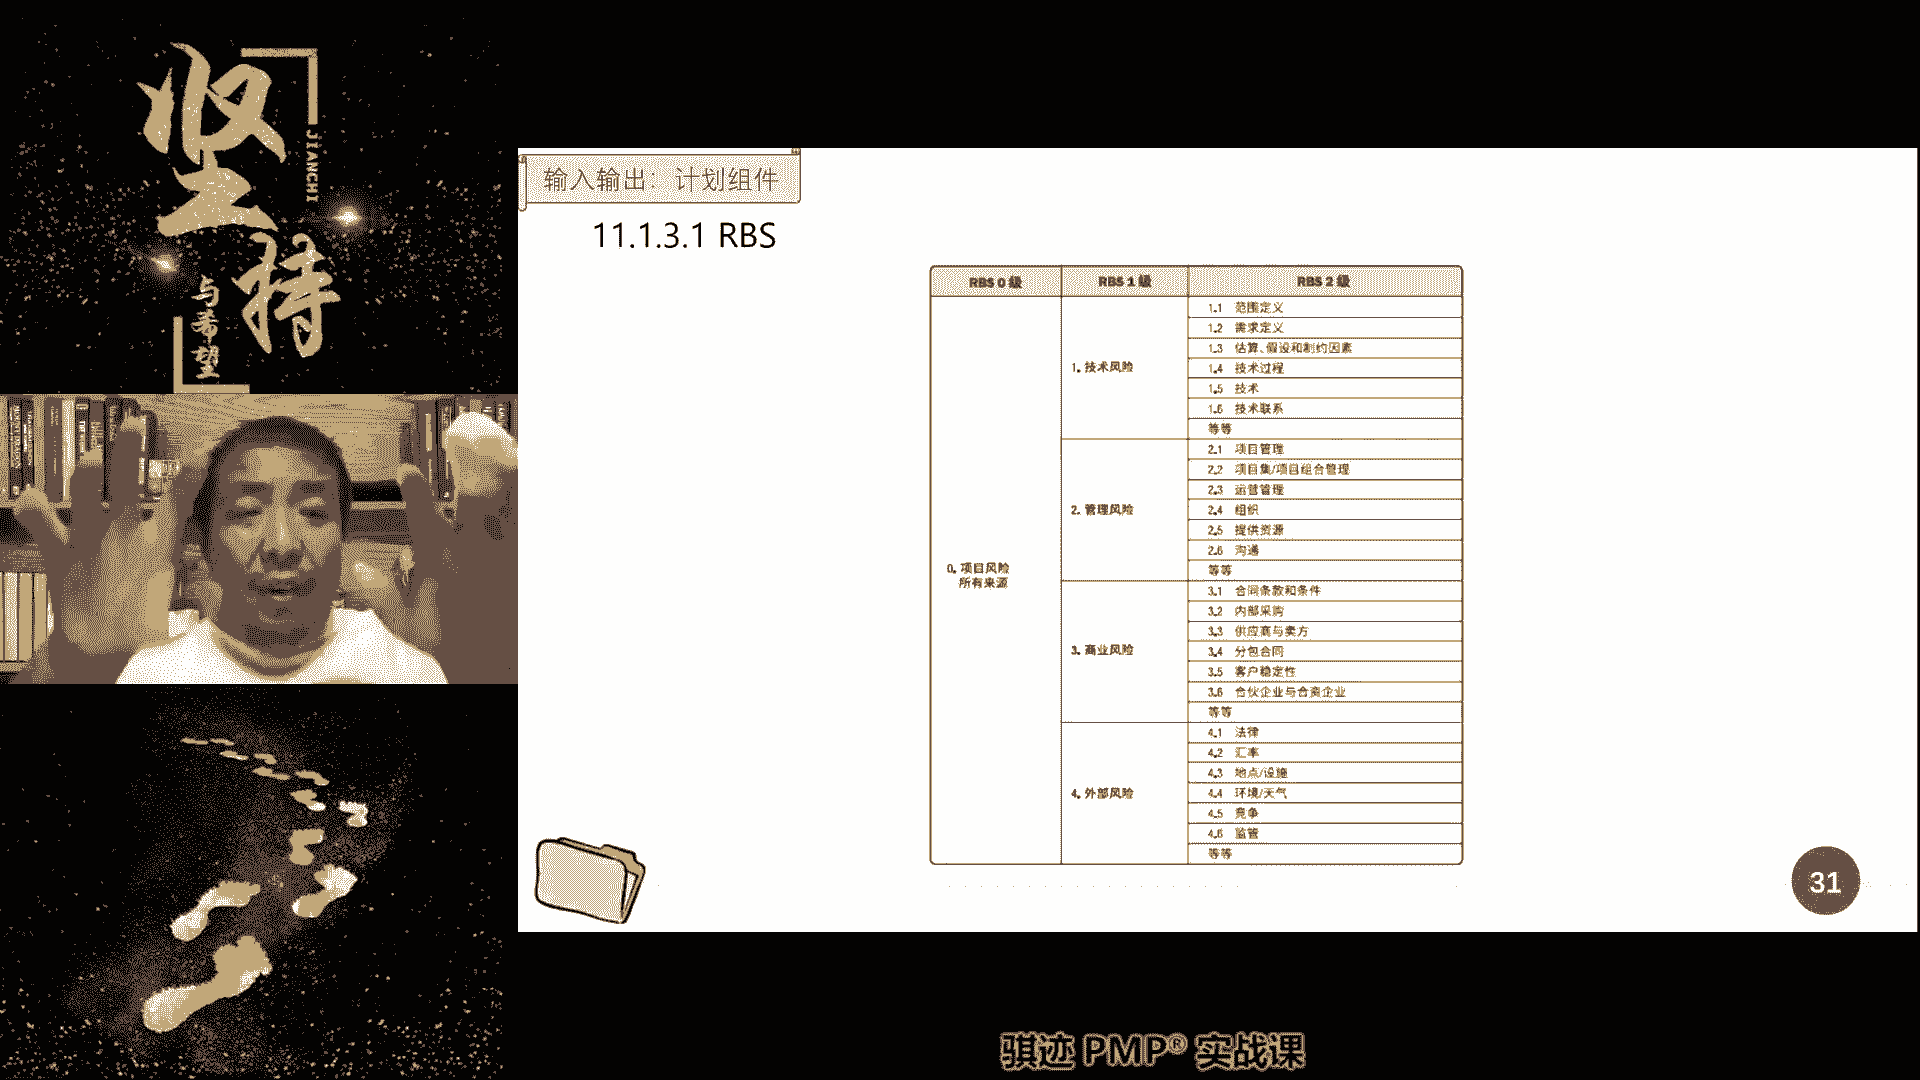 坚持
JIANCHI
与希望
输入输出：计划组件
11.1.3.1 RBS
RBS 0 级 RBS 1 级 RBS 2 级
0. 项目风险
所有来源
1. 技术风险
1.1 范围定义
1.2 需求定义
1.3 估算、假设和制约因素
1.4 技术过程
1.5 技术
1.6 技术联系
等等
2. 管理风险
2.1 项目管理
2.2 项目集/项目组合管理
2.3 运营管理
2.4 组织
2.5 提供资源
2.6 沟通
等等
3. 商业风险
3.1 合同条款和条件
3.2 内部采购
3.3 供应商与卖方
3.4 分包合同
3.5 客户稳定性
3.6 合伙企业与合资企业
等等
4. 外部风险
4.1 法律
4.2 汇率
4.3 地点/设施
4.4 环境/天气
4.5 竞争
4.6 监管
等等
31
骐迹 PMP® 实战课